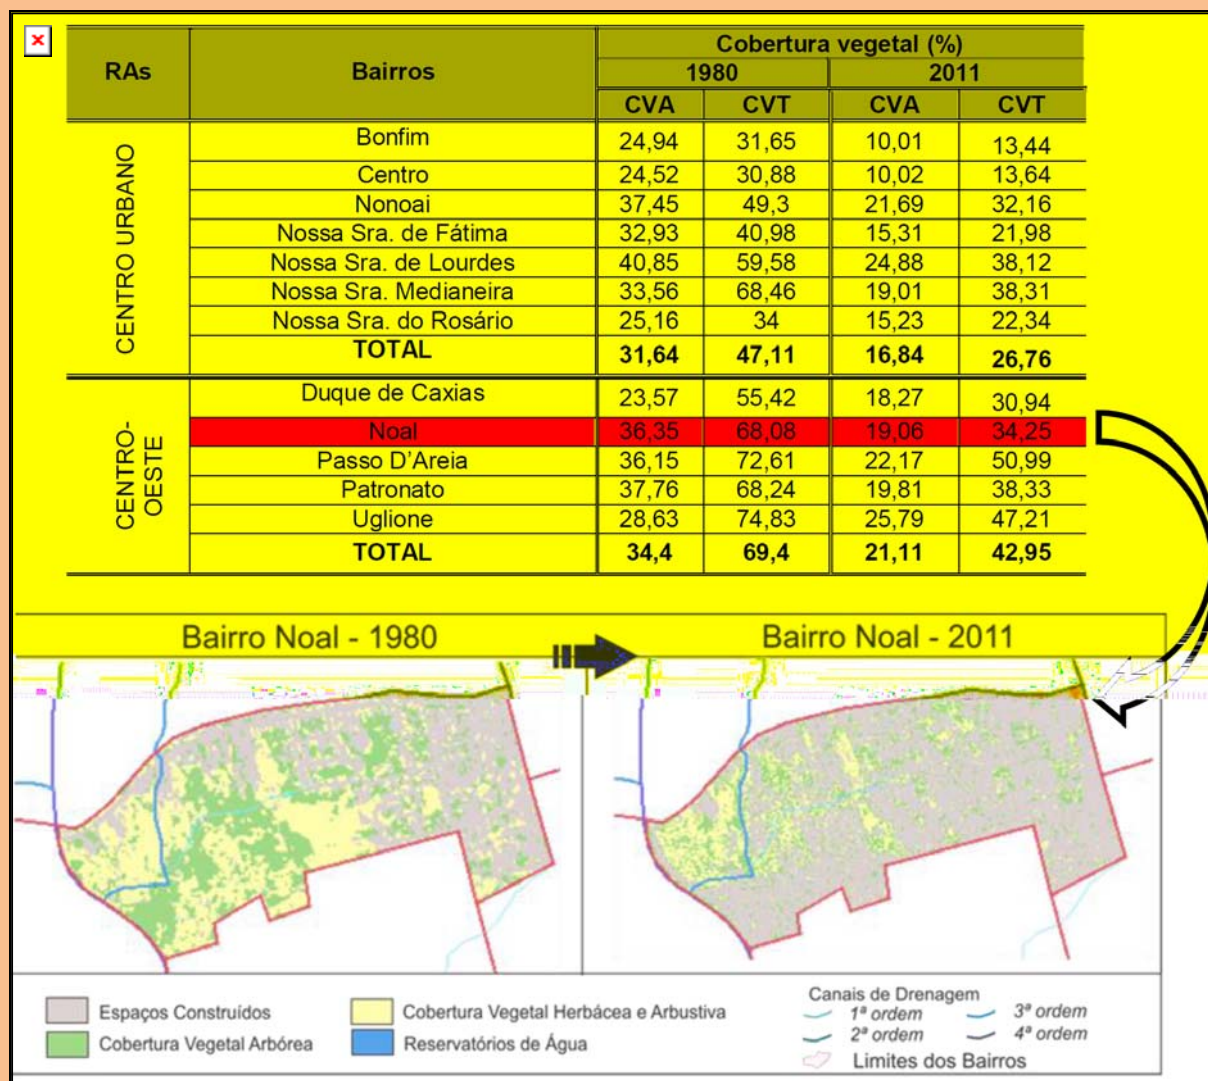 RAs Bairros Cobertura vegetal (%)
1980 2011
CVA CVT CVA CVT
CENTRO URBANO
Bonfim 24,94 31,65 10,01 13,44
Centro 24,52 30,88 10,02 13,64
Nonoai 37,45 49,3 21,69 32,16
Nossa Sra. de Fátima 32,93 40,98 15,31 21,98
Nossa Sra. de Lourdes 40,85 59,58 24,88 38,12
Nossa Sra. Medianeira 33,56 68,46 19,01 38,31
Nossa Sra. do Rosário 25,16 34 15,23 22,34
TOTAL 31,64 47,11 16,84 26,76
CENTRO-
OESTE
Duque de Caxias 23,57 55,42 18,27 30,94
Noal 36,35 68,08 19,06 34,25
Passo D'Areia 36,15 72,61 22,17 50,99
Patronato 37,76 68,24 19,81 38,33
Uglione 28,63 74,83 25,79 47,21
TOTAL 34,4 69,4 21,11 42,95
Bairro Noal - 1980 Bairro Noal - 2011
Espaços Construídos
Cobertura Vegetal Arbórea
Cobertura Vegetal Herbácea e Arbustiva
Reservatórios de Água
Canais de Drenagem
1ª ordem 3ª ordem
2ª ordem 4ª ordem
Limites dos Bairros